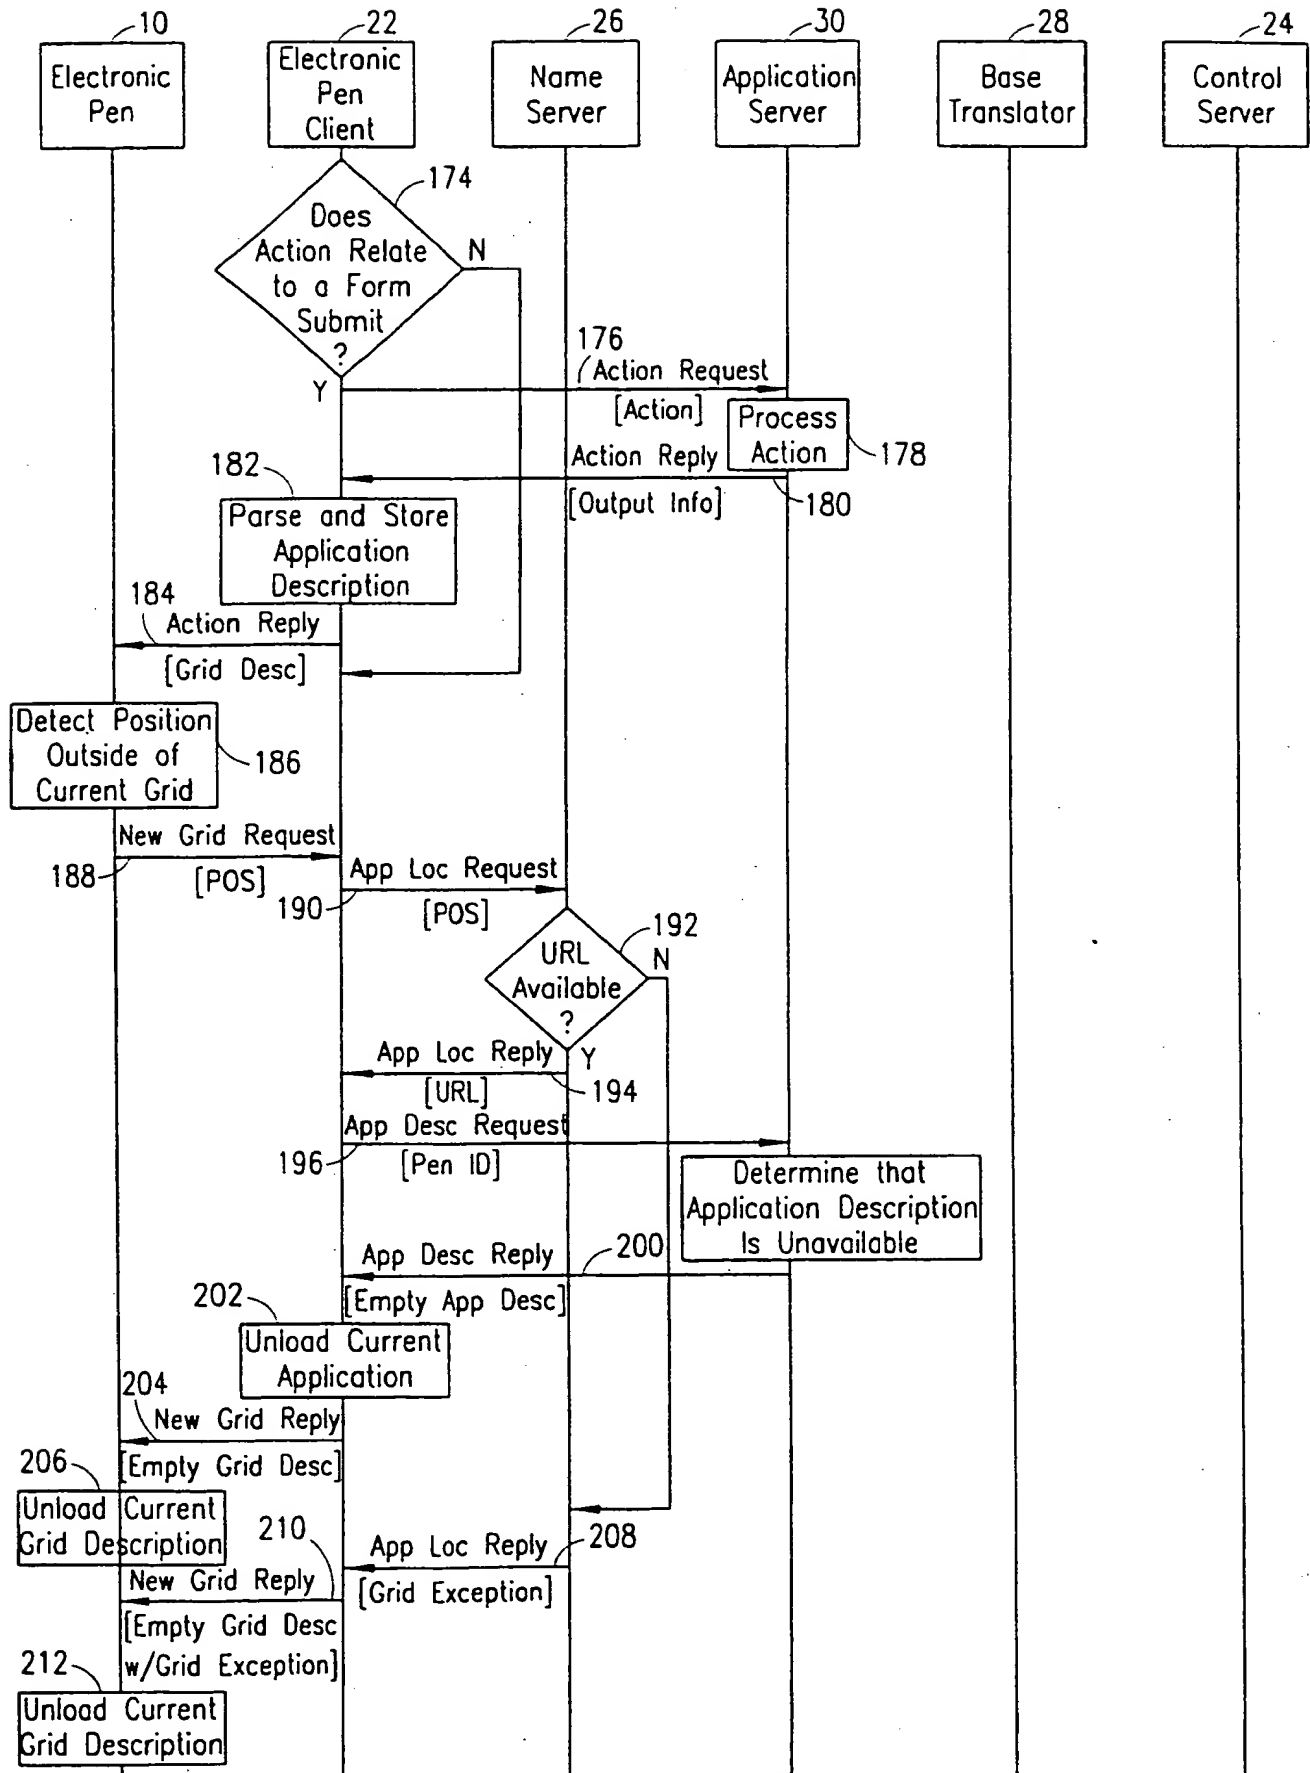 10
22
26
30
28
24
Electronic
Pen
Electronic
Pen
Client
Name
Server
Application
Server
Base
Translator
Control
Server
174
Does
Action Relate
to a Form
Submit
?
N
Y
176
Action Request
[Action]
Process
Action
178
Action Reply
[Output Info]
180
182
Parse and Store
Application
Description
184
Action Reply
[Grid Desc]
Detect Position
Outside of
Current Grid
186
New Grid Request
188
[POS]
App Loc Request
190
[POS]
192
URL
Available
?
N
Y
App Loc Reply
[URL]
194
App Desc Request
196
[Pen ID]
Determine that
Application Description
Is Unavailable
App Desc Reply
200
[Empty App Desc]
202
Unload Current
Application
204
New Grid Reply
[Empty Grid Desc]
206
Unload Current
Grid Description
210
App Loc Reply
208
[Grid Exception]
New Grid Reply
[Empty Grid Desc
w/Grid Exception]
212
Unload Current
Grid Description